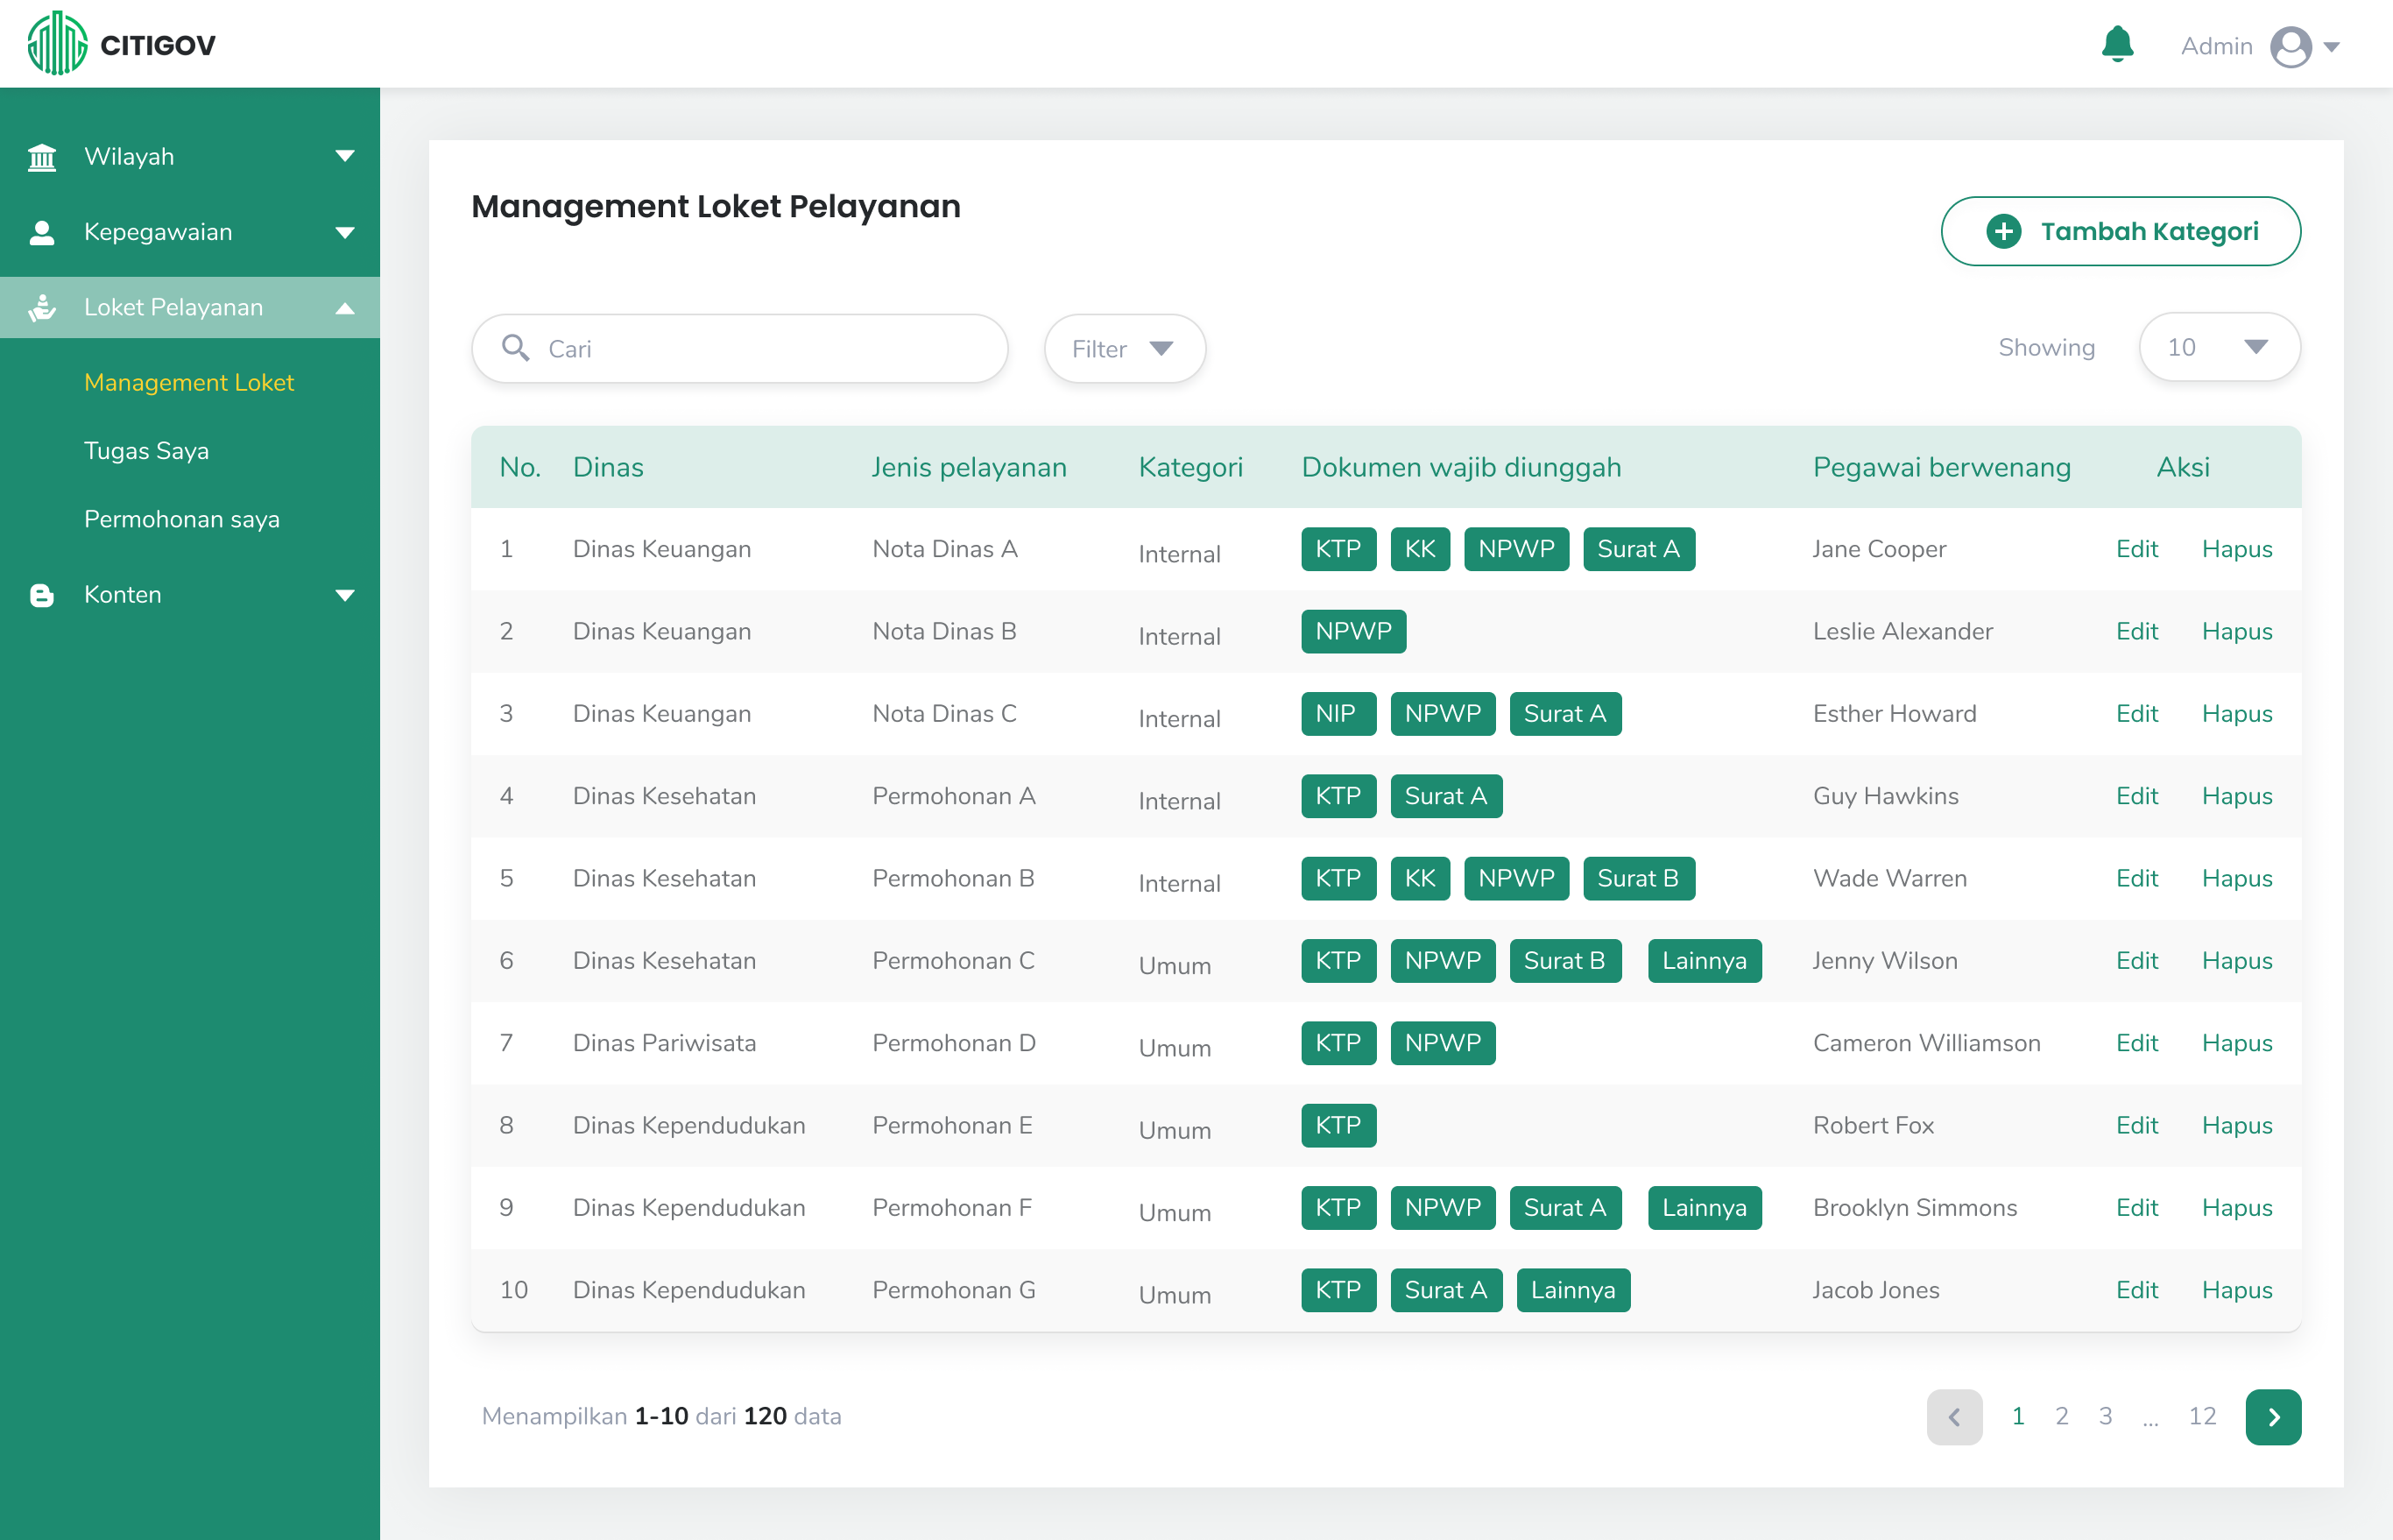 CITIGOV
Admin
Wilayah
Kepegawaian
Loket Pelayanan
Management Loket
Tugas Saya
Permohonan saya
Konten
Management Loket Pelayanan
Tambah Kategori
Cari
Filter
Showing
10
No. Dinas Jenis pelayanan Kategori Dokumen wajib diunggah Pegawai berwenang Aksi
1 Dinas Keuangan Nota Dinas A Internal KTP KK NPWP Surat A Jane Cooper Edit Hapus
2 Dinas Keuangan Nota Dinas B Internal NPWP Leslie Alexander Edit Hapus
3 Dinas Keuangan Nota Dinas C Internal NIP NPWP Surat A Esther Howard Edit Hapus
4 Dinas Kesehatan Permohonan A Internal KTP Surat A Guy Hawkins Edit Hapus
5 Dinas Kesehatan Permohonan B Internal KTP KK NPWP Surat B Wade Warren Edit Hapus
6 Dinas Kesehatan Permohonan C Umum KTP NPWP Surat B Lainnya Jenny Wilson Edit Hapus
7 Dinas Pariwisata Permohonan D Umum KTP NPWP Cameron Williamson Edit Hapus
8 Dinas Kependudukan Permohonan E Umum KTP Robert Fox Edit Hapus
9 Dinas Kependudukan Permohonan F Umum KTP NPWP Surat A Lainnya Brooklyn Simmons Edit Hapus
10 Dinas Kependudukan Permohonan G Umum KTP Surat A Lainnya Jacob Jones Edit Hapus
Menampilkan 1-10 dari 120 data
1 2 3 ... 12